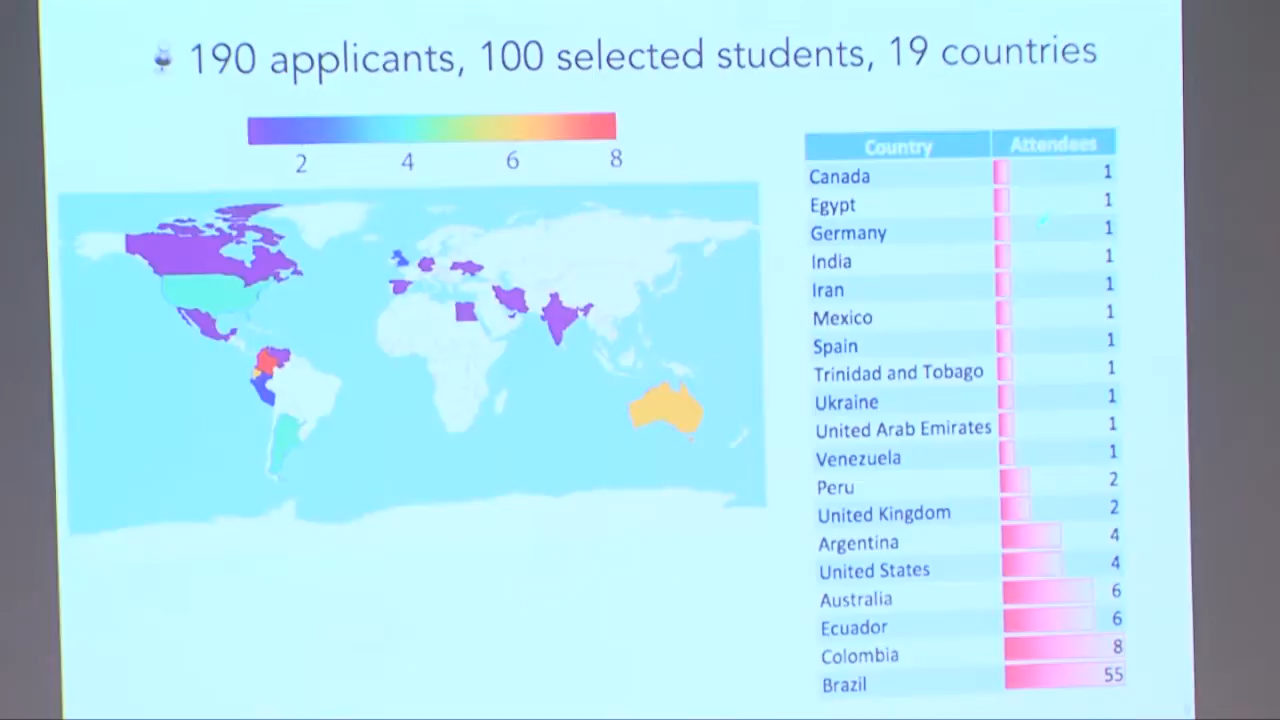 190 applicants, 100 selected students, 19 countries
2 4 6 8
Country Attendees
Canada 1
Egypt 1
Germany 1
India 1
Iran 1
Mexico 1
Spain 1
Trinidad and Tobago 1
Ukraine 1
United Arab Emirates 1
Venezuela 1
Peru 2
United Kingdom 2
Argentina 4
United States 4
Australia 6
Ecuador 6
Colombia 8
Brazil 55